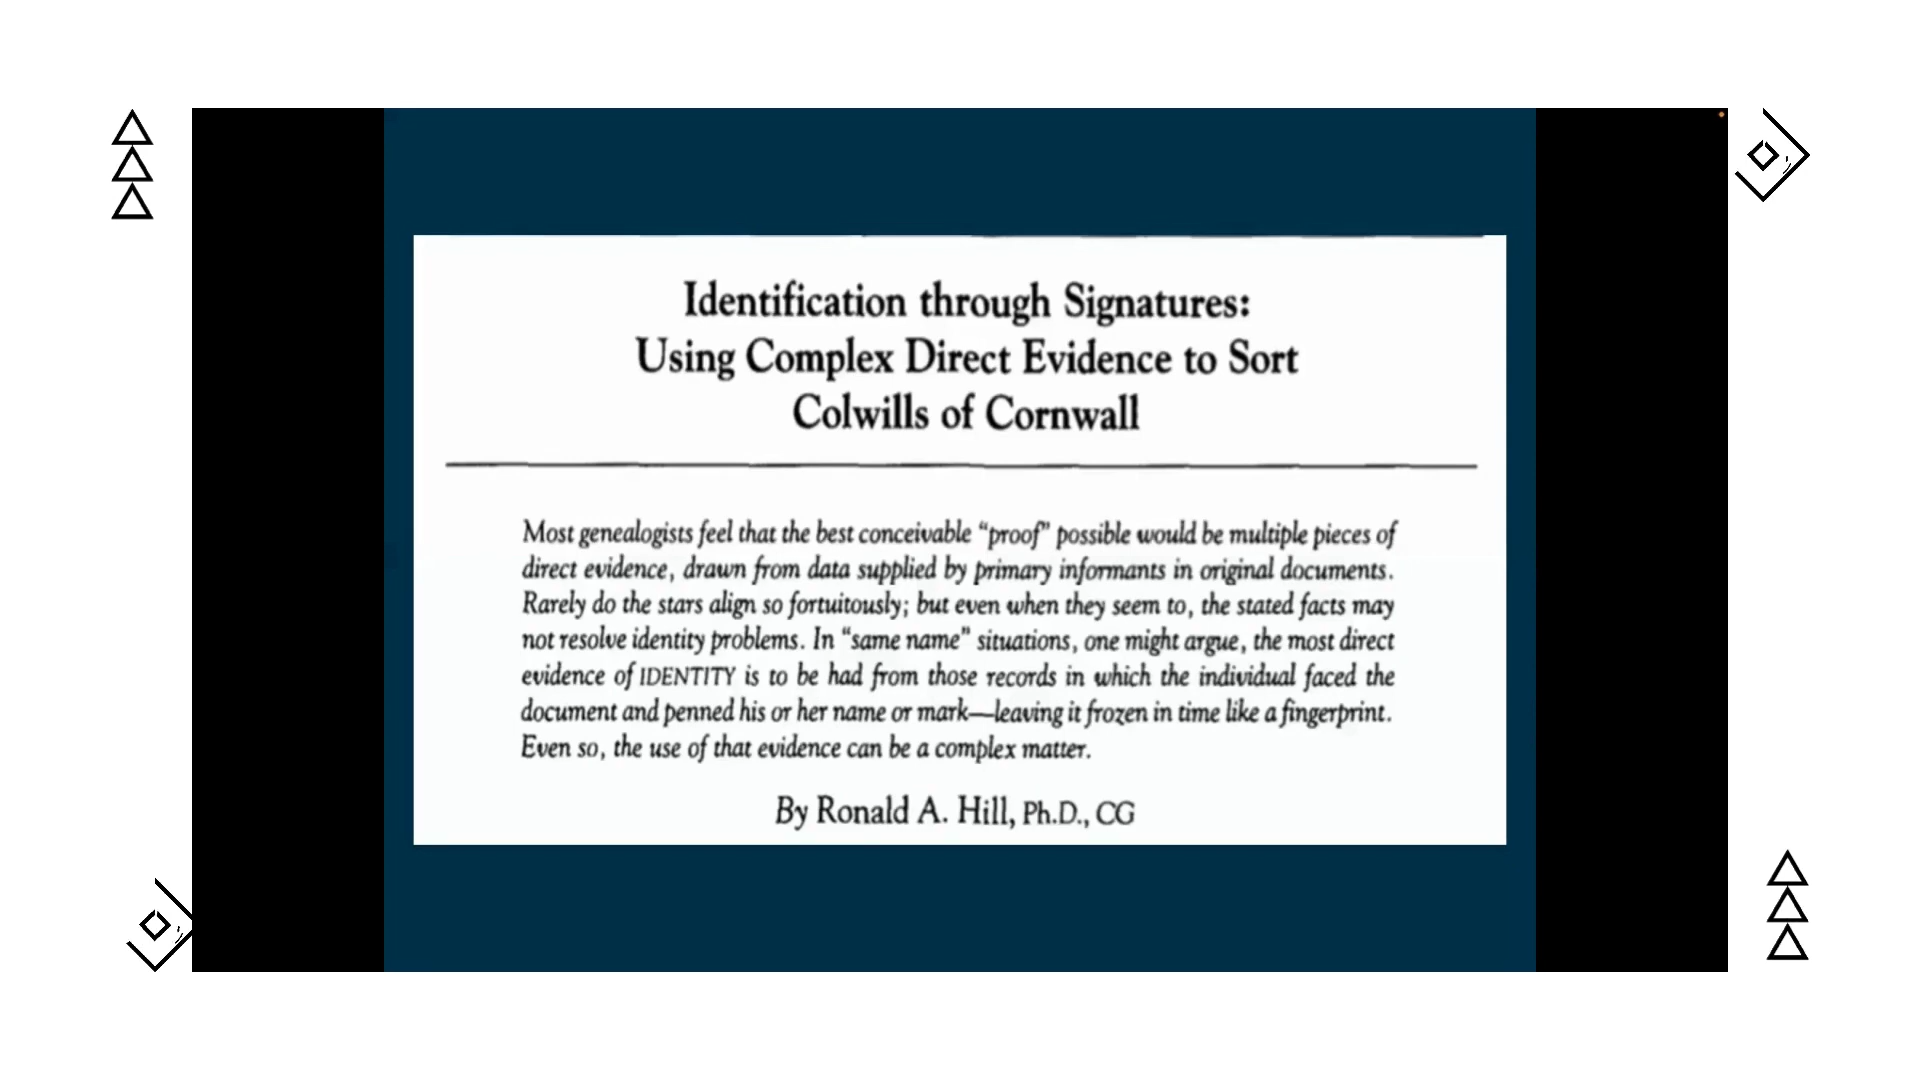 Identification through Signatures:
Using Complex Direct Evidence to Sort
Colwills of Cornwall
Most genealogists feel that the best conceivable “proof” possible would be multiple pieces of
direct evidence, drawn from data supplied by primary informants in original documents.
Rarely do the stars align so fortuitously; but even when they seem to, the stated facts may
not resolve identity problems. In “same name” situations, one might argue, the most direct
evidence of IDENTITY is to be had from those records in which the individual faced the
document and penned his or her name or mark—leaving it frozen in time like a fingerprint.
Even so, the use of that evidence can be a complex matter.
By Ronald A. Hill, Ph.D., CG